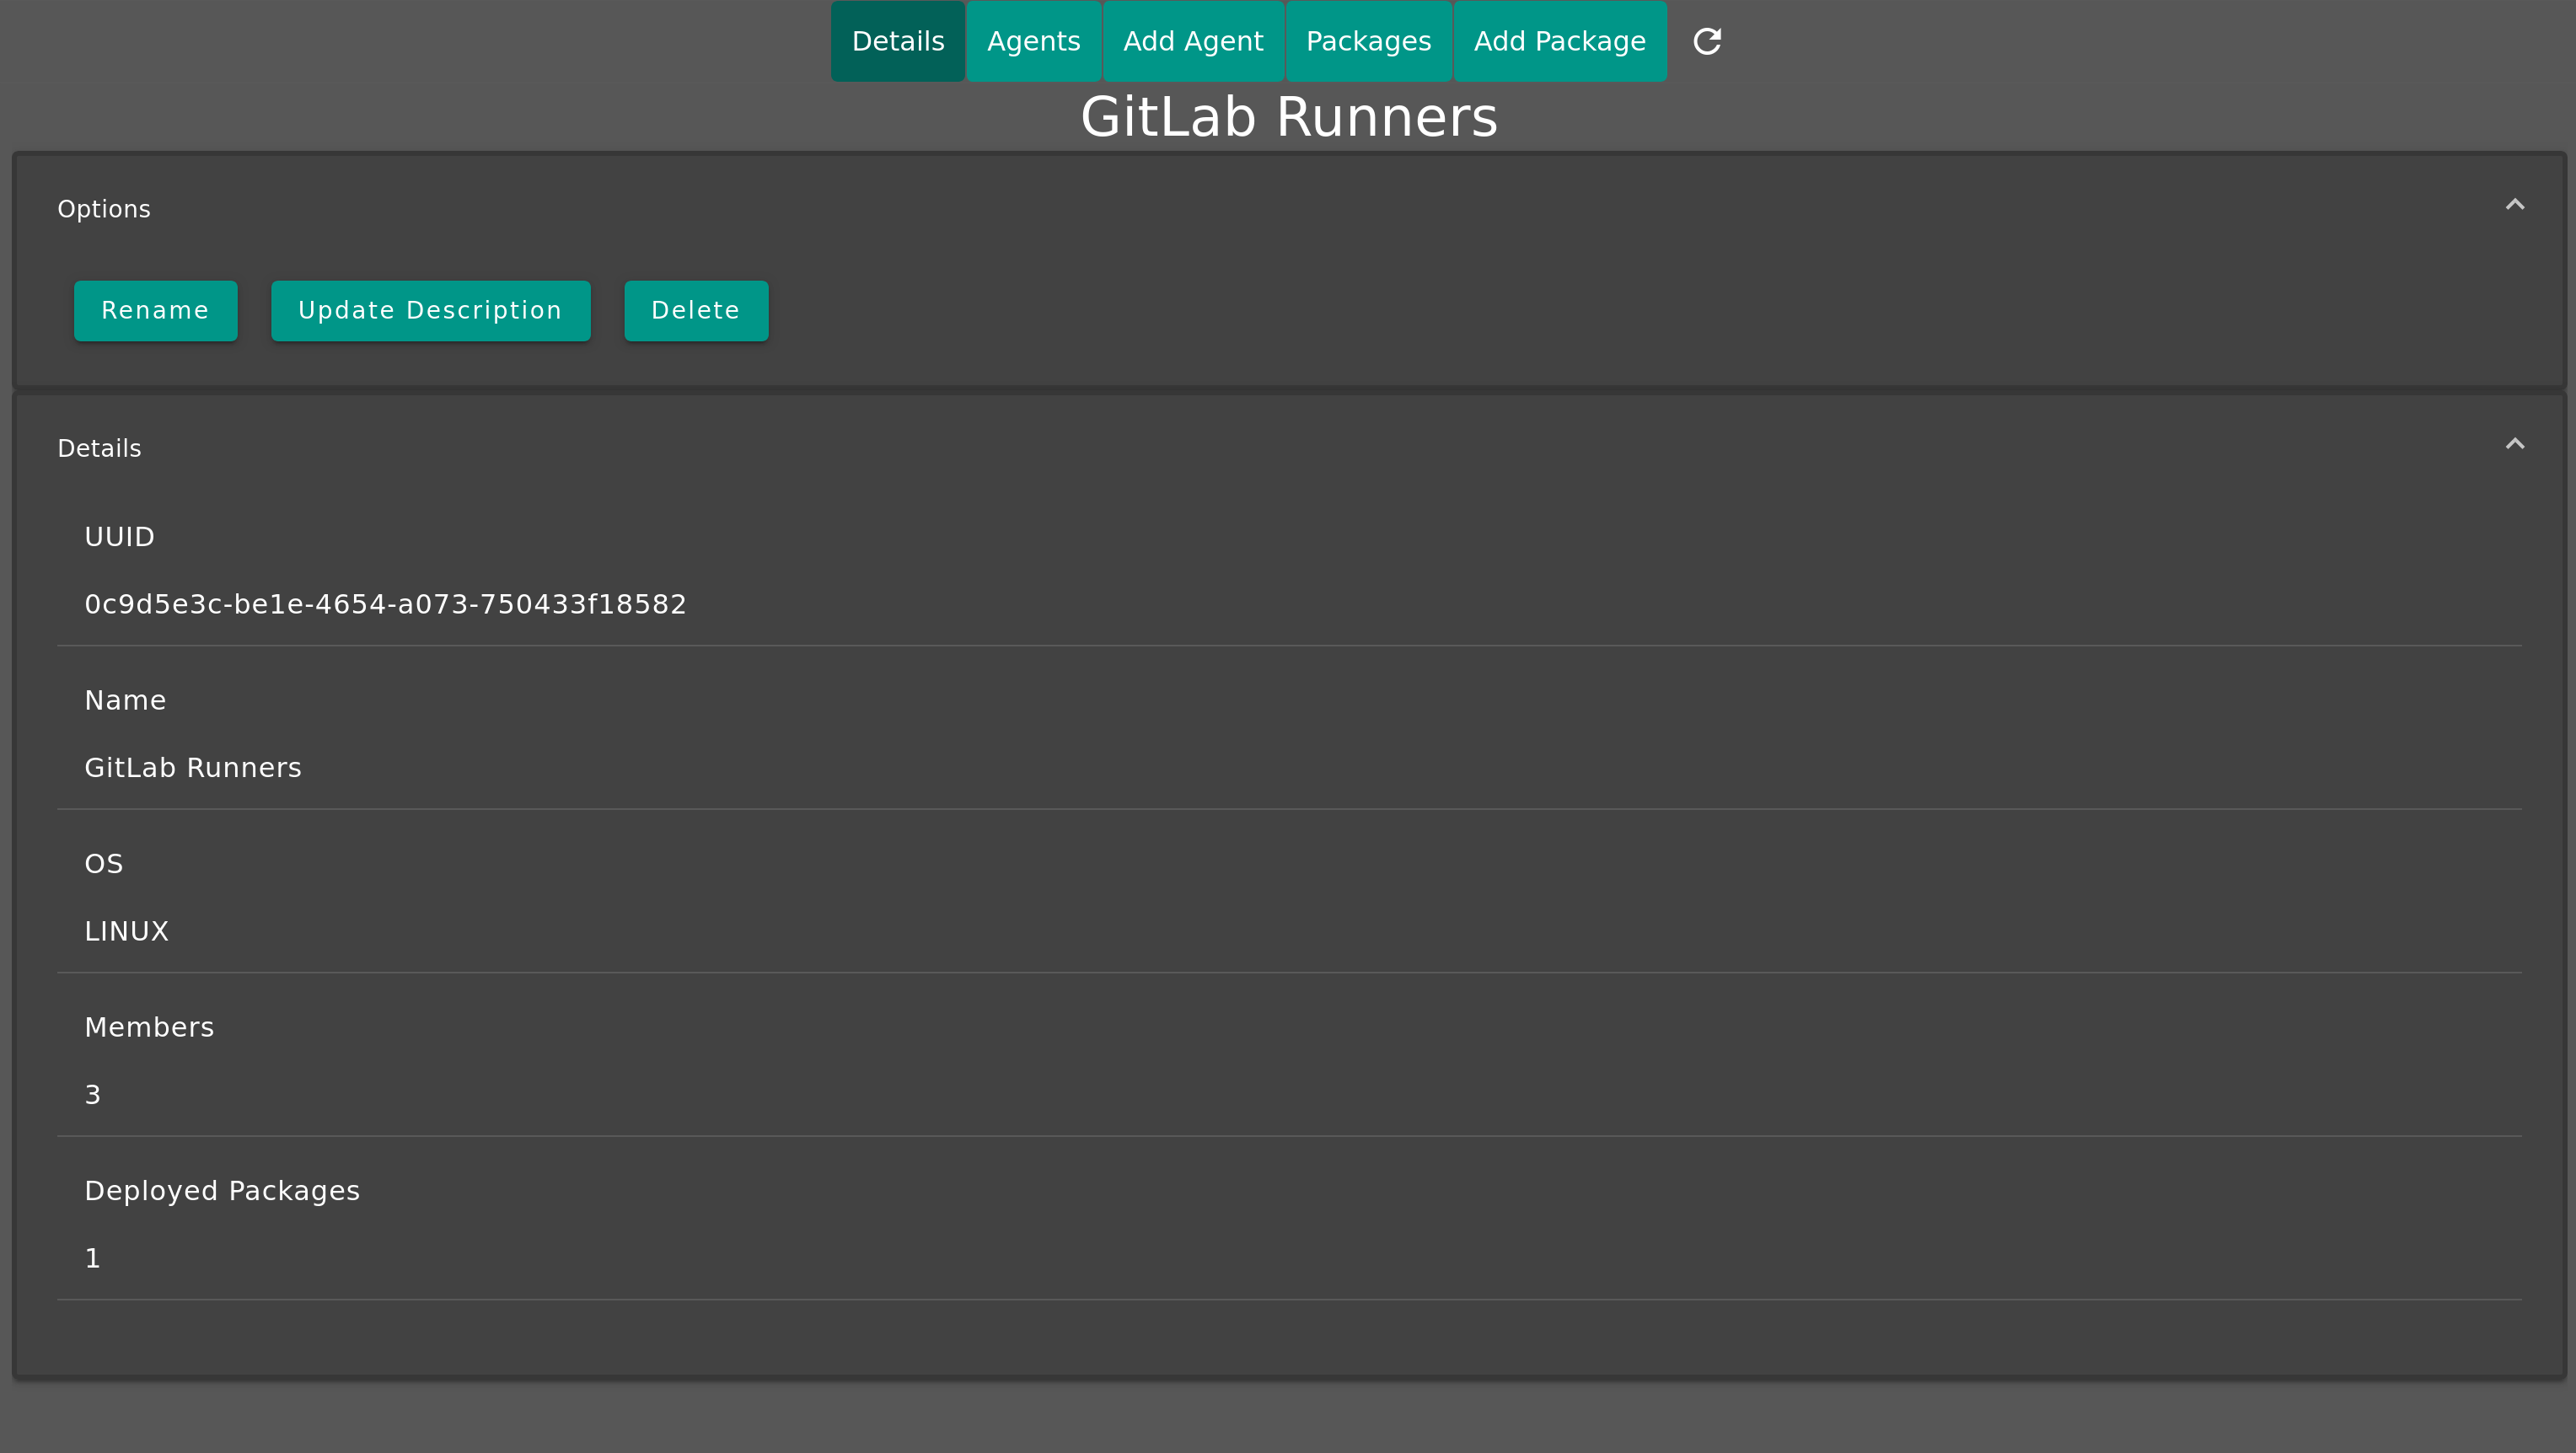 Details Agents Add Agent Packages Add Package
GitLab Runners
Options
Rename Update Description Delete
Details
UUID
0c9d5e3c-be1e-4654-a073-750433f18582
Name
GitLab Runners
OS
LINUX
Members
3
Deployed Packages
1